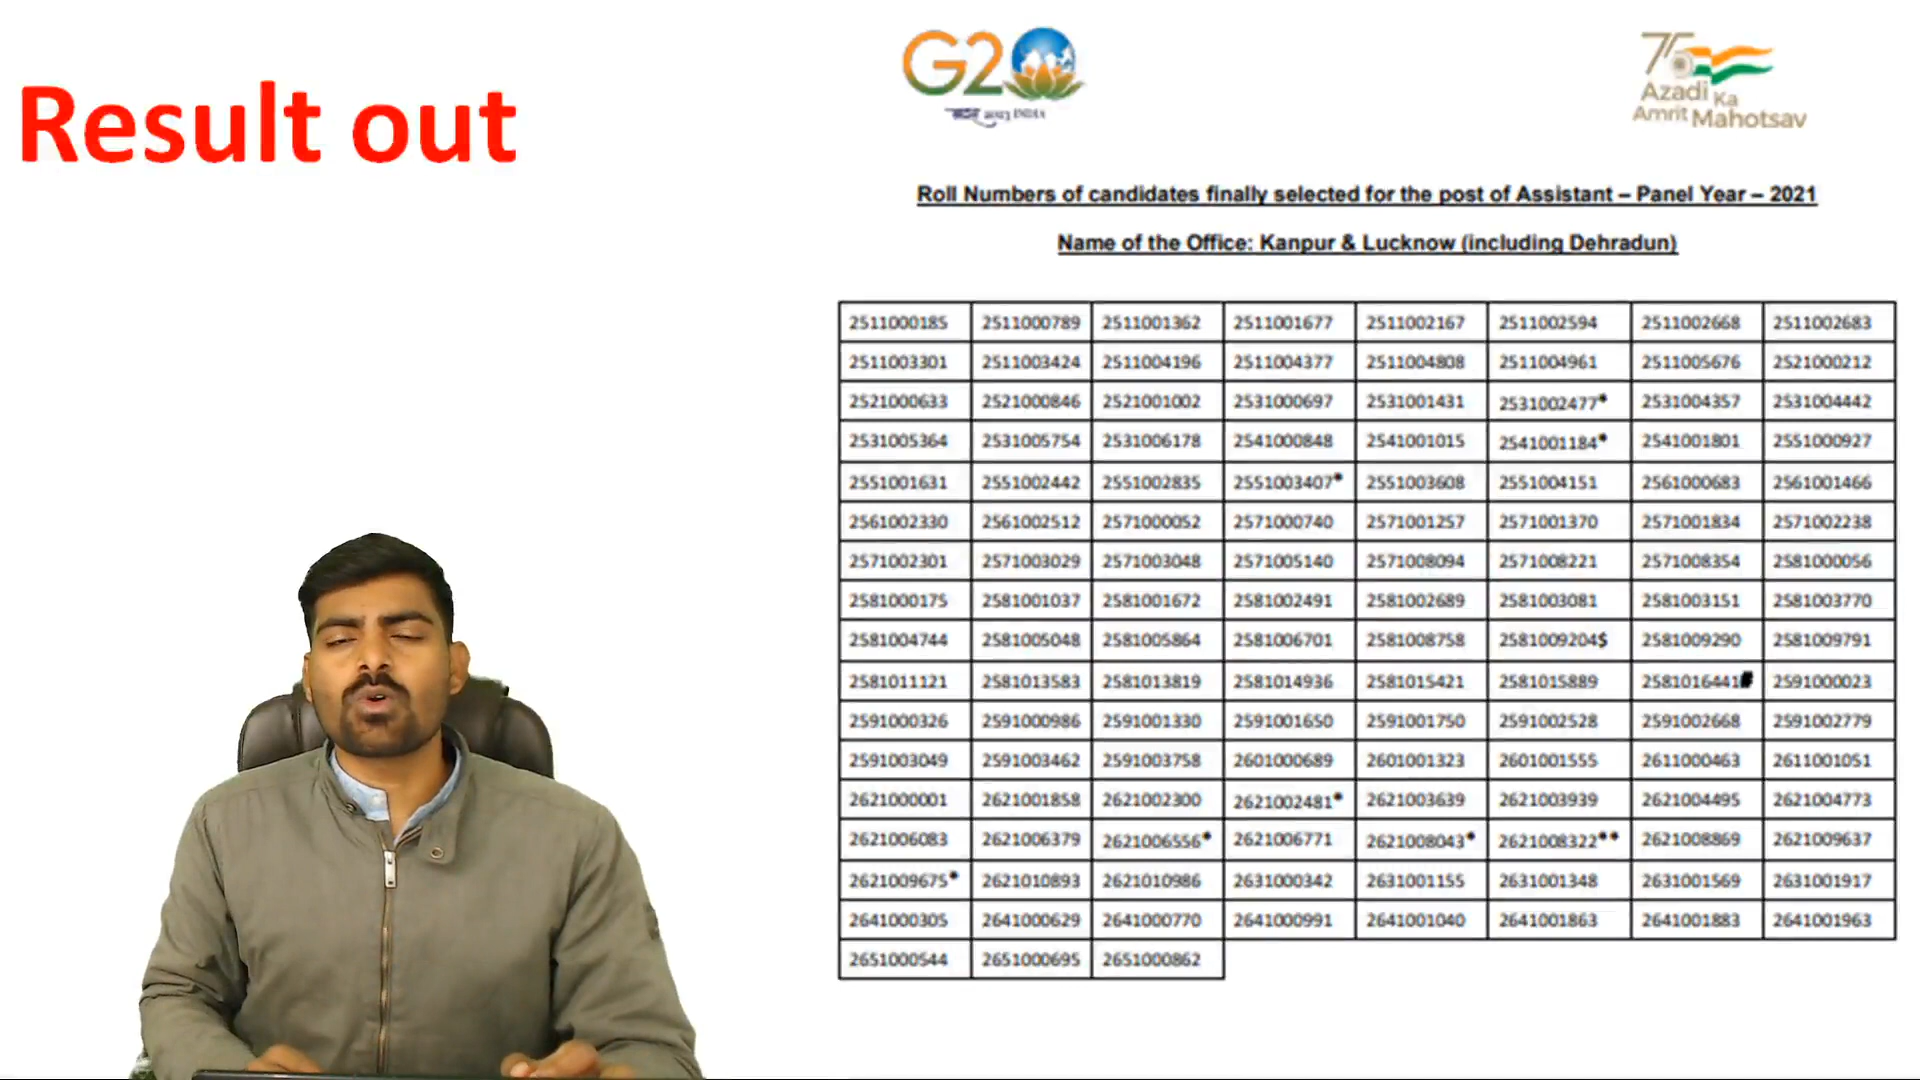 Result out
G20
भारत 2023 INDIA
75
Azadi Ka
Amrit Mahotsav
Roll Numbers of candidates finally selected for the post of Assistant – Panel Year – 2021
Name of the Office: Kanpur & Lucknow (including Dehradun)
2511000185 2511000789 2511001362 2511001677 2511002167 2511002594 2511002668 2511002683
2511003301 2511003424 2511004196 2511004377 2511004808 2511004961 2511005676 2521000212
2521000633 2521000846 2521001002 2531000697 2531001431 2531002477* 2531004357 2531004442
2531005364 2531005754 2531006178 2541000848 2541001015 2541001184* 2541001801 2551000927
2551001631 2551002442 2551002835 2551003407* 2551003608 2551004151 2561000683 2561001466
2561002330 2561002512 2571000052 2571000740 2571001257 2571001370 2571001834 2571002238
2571002301 2571003029 2571003048 2571005140 2571008094 2571008221 2571008354 2581000056
2581000175 2581001037 2581001672 2581002491 2581002689 2581003081 2581003151 2581003770
2581004744 2581005048 2581005864 2581006701 2581008758 2581009204$ 2581009290 2581009791
2581011121 2581013583 2581013819 2581014936 2581015421 2581015889 2581016441# 2591000023
2591000326 2591000986 2591001330 2591001650 2591001750 2591002528 2591002668 2591002779
2591003049 2591003462 2591003758 2601000689 2601001323 2601001555 2611000463 2611001051
2621000001 2621001858 2621002300 2621002481* 2621003639 2621003939 2621004495 2621004773
2621006083 2621006379 2621006556* 2621006771 2621008043* 2621008322** 2621008869 2621009637
2621009675* 2621010893 2621010986 2631000342 2631001155 2631001348 2631001569 2631001917
2641000305 2641000629 2641000770 2641000991 2641001040 2641001863 2641001883 2641001963
2651000544 2651000695 2651000862